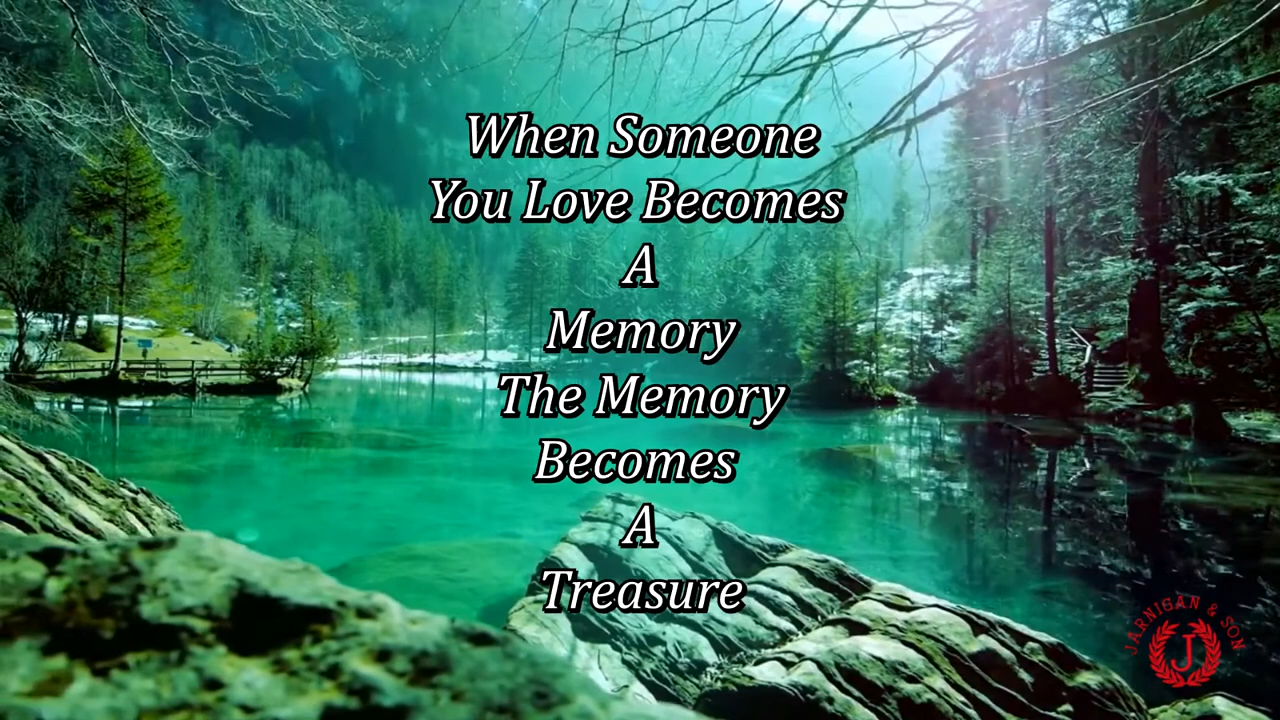 When Someone
You Love Becomes
A
Memory
The Memory
Becomes
A
Treasure
JARNIGAN & SON
J